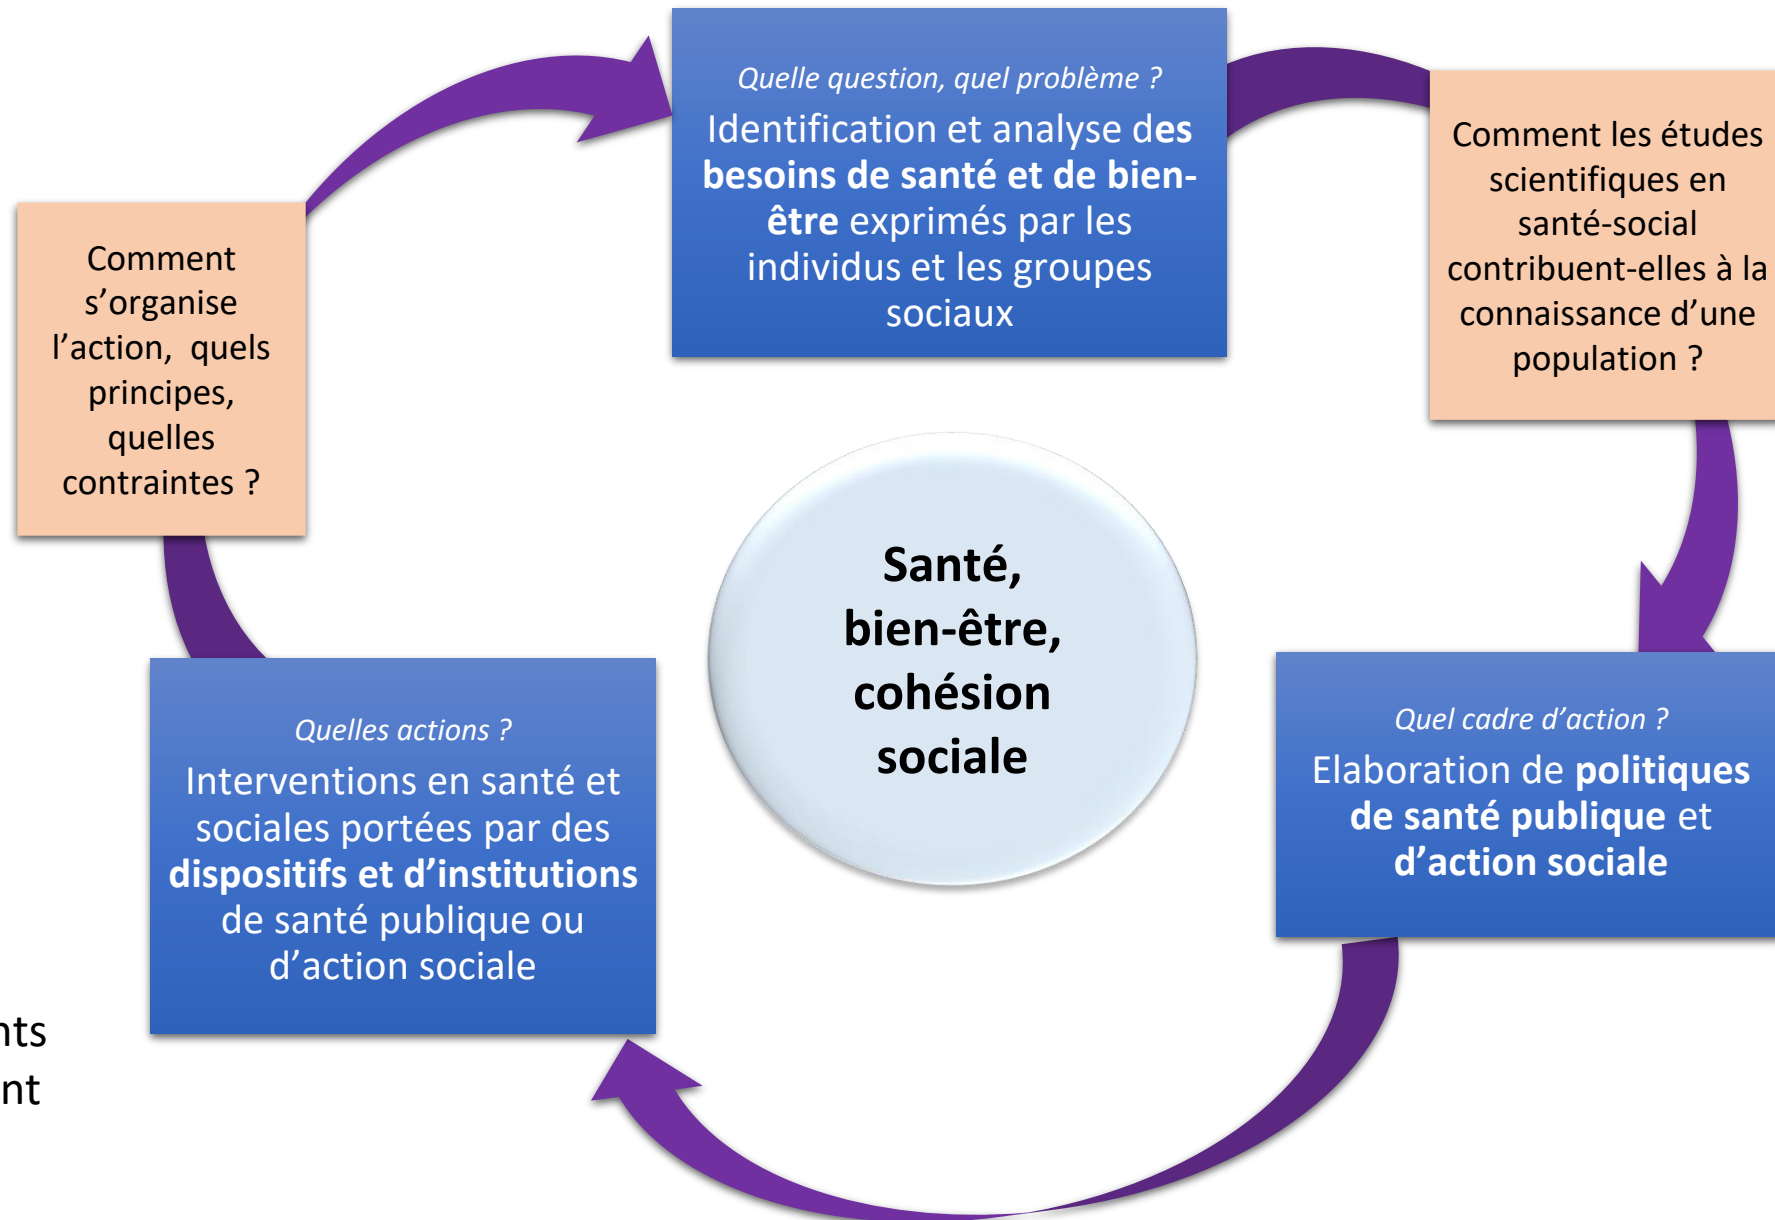 Quelle question, quel problème ?
Identification et analyse des
besoins de santé et de bien-
être exprimés par les
individus et les groupes
sociaux
Comment les études
scientifiques en
santé-social
contribuent-elles à la
connaissance d’une
population ?
Comment
s’organise
l’action,  quels
principes,
quelles
contraintes ?
Santé,
bien-être,
cohésion
sociale
Quel cadre d’action ?
Elaboration de politiques
de santé publique et
d’action sociale
Quelles actions ?
Interventions en santé et
sociales portées par des
dispositifs et d’institutions
de santé publique ou
d’action sociale